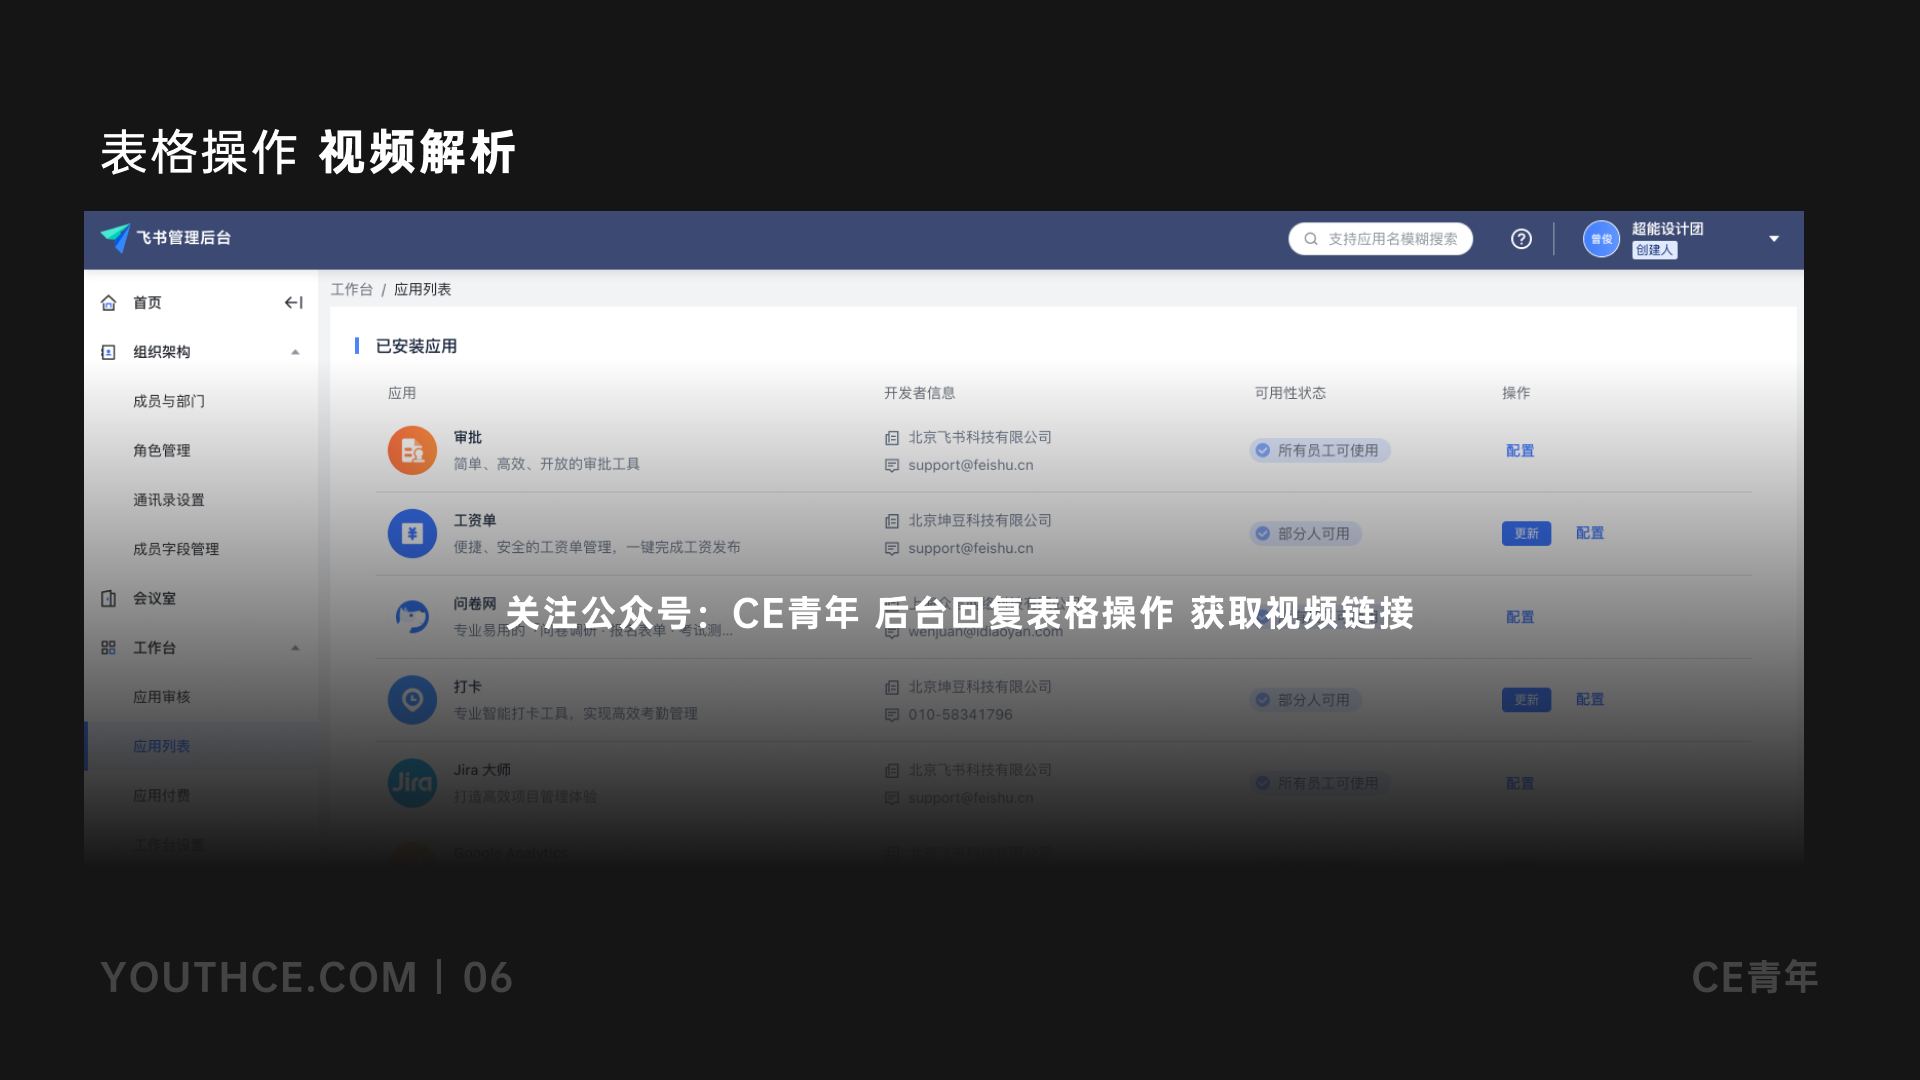 表格操作 视频解析
飞书管理后台
支持应用名模糊搜索
曾俊
超能设计团
创建人
首页
组织架构
成员与部门
角色管理
通讯录设置
成员字段管理
会议室
工作台
应用审核
应用列表
应用付费
工作台设置
工作台 / 应用列表
已安装应用
应用 开发者信息 可用性状态 操作
审批
简单、高效、开放的审批工具
北京飞书科技有限公司
support@feishu.cn
所有员工可使用
配置
工资单
便捷、安全的工资单管理，一键完成工资发布
北京坤豆科技有限公司
support@feishu.cn
部分人可用
更新 配置
问卷网
专业易用的·问卷调研·报名表单·考试测...
wenjuan@idiaoyan.com
配置
关注公众号：CE青年 后台回复表格操作 获取视频链接
打卡
专业智能打卡工具，实现高效考勤管理
北京坤豆科技有限公司
010-58341796
部分人可用
更新 配置
Jira
Jira 大师
打造高效项目管理体验
北京飞书科技有限公司
support@feishu.cn
所有员工可使用
配置
Google Analytics
YOUTHCE.COM | 06
CE青年